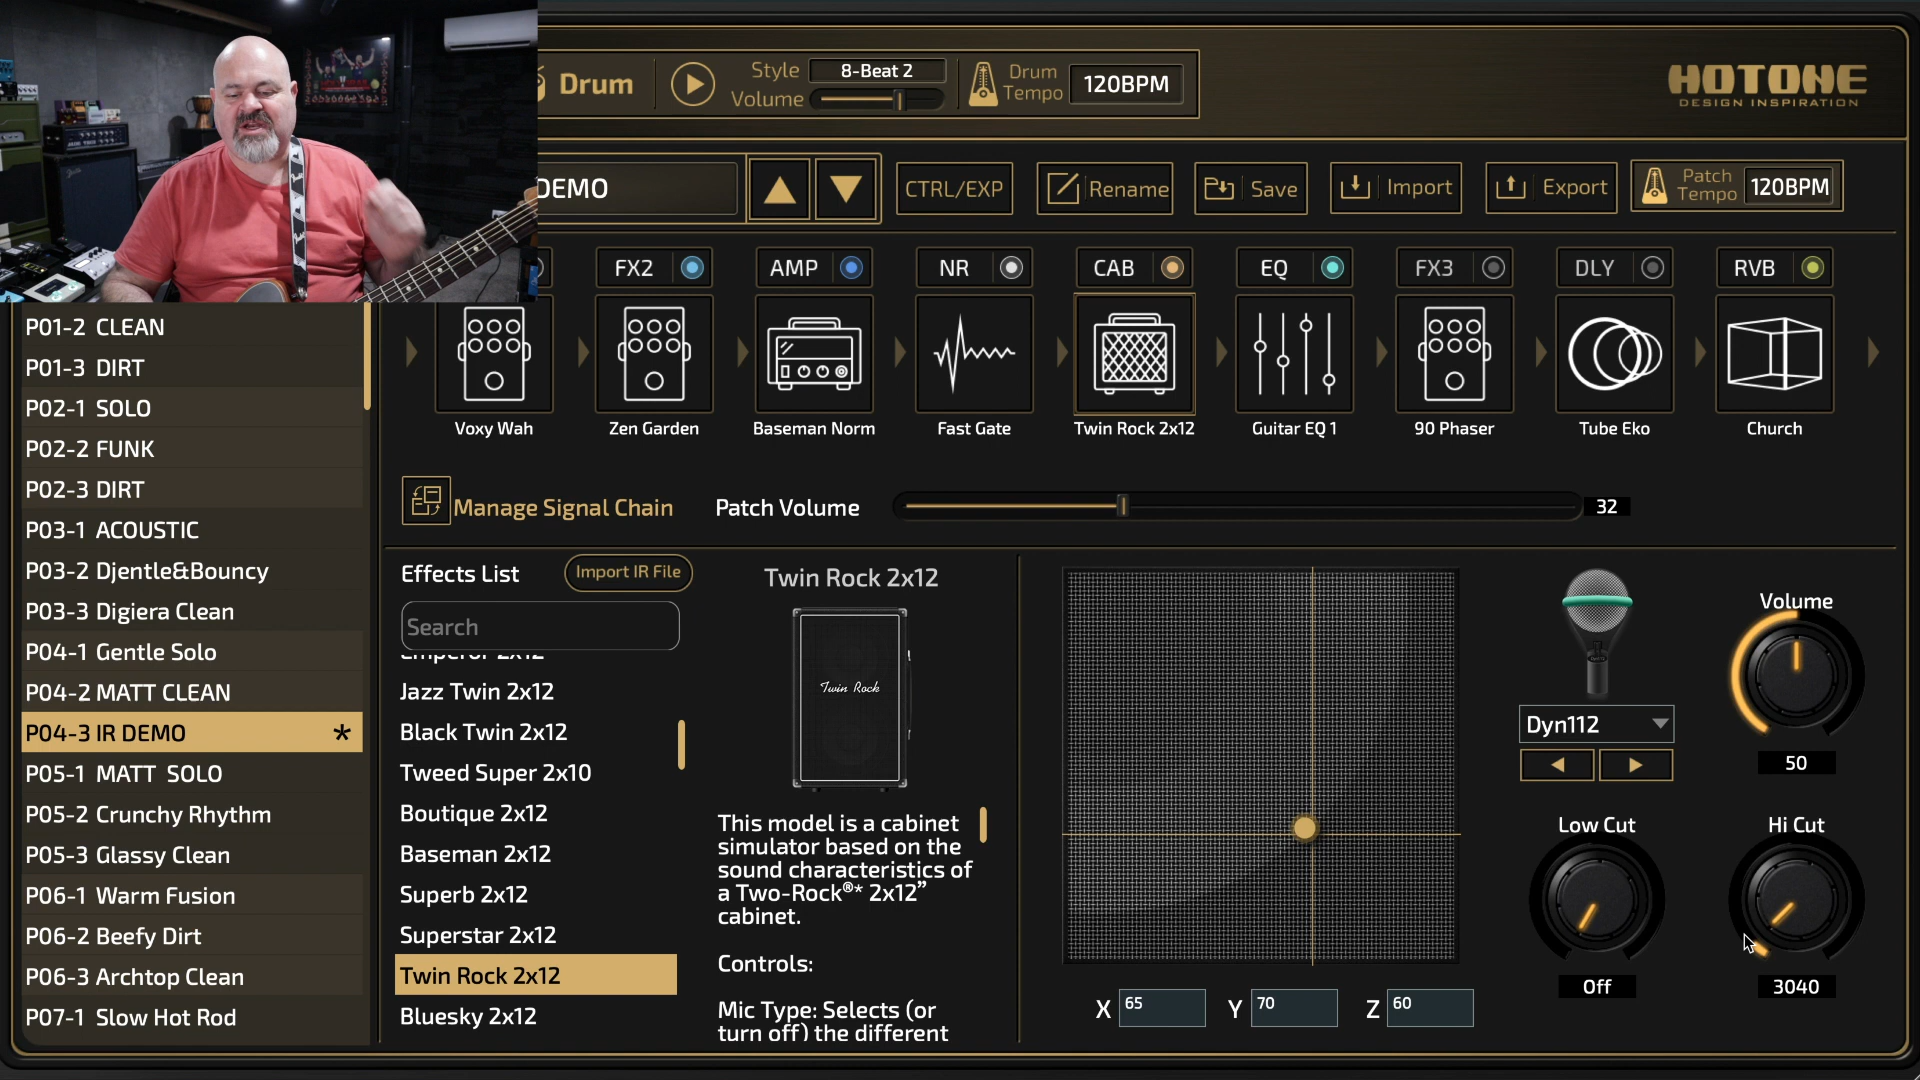 Drum
Style
8-Beat 2
Volume
Drum
Tempo
120BPM
HOTONE
DESIGN INSPIRATION
DEMO
CTRL/EXP
Rename
Save
Import
Export
Patch
Tempo
120BPM
FX2
AMP
NR
CAB
EQ
FX3
DLY
RVB
Voxy Wah
Zen Garden
Baseman Norm
Fast Gate
Twin Rock 2x12
Guitar EQ 1
90 Phaser
Tube Eko
Church
P01-2 CLEAN
P01-3 DIRT
P02-1 SOLO
P02-2 FUNK
P02-3 DIRT
P03-1 ACOUSTIC
P03-2 Djentle&Bouncy
P03-3 Digiera Clean
P04-1 Gentle Solo
P04-2 MATT CLEAN
P04-3 IR DEMO *
P05-1 MATT SOLO
P05-2 Crunchy Rhythm
P05-3 Glassy Clean
P06-1 Warm Fusion
P06-2 Beefy Dirt
P06-3 Archtop Clean
P07-1 Slow Hot Rod
Manage Signal Chain
Patch Volume
32
Effects List
Import IR File
Search
Emperor 2x12
Jazz Twin 2x12
Black Twin 2x12
Tweed Super 2x10
Boutique 2x12
Baseman 2x12
Superb 2x12
Superstar 2x12
Twin Rock 2x12
Bluesky 2x12
Twin Rock 2x12
Twin Rock
This model is a cabinet
simulator based on the
sound characteristics of
a Two-Rock®* 2x12”
cabinet.
Controls:
Mic Type: Selects (or
turn off) the different
X 65
Y 70
Z 60
Dyn112
Volume
50
Low Cut
Off
Hi Cut
3040